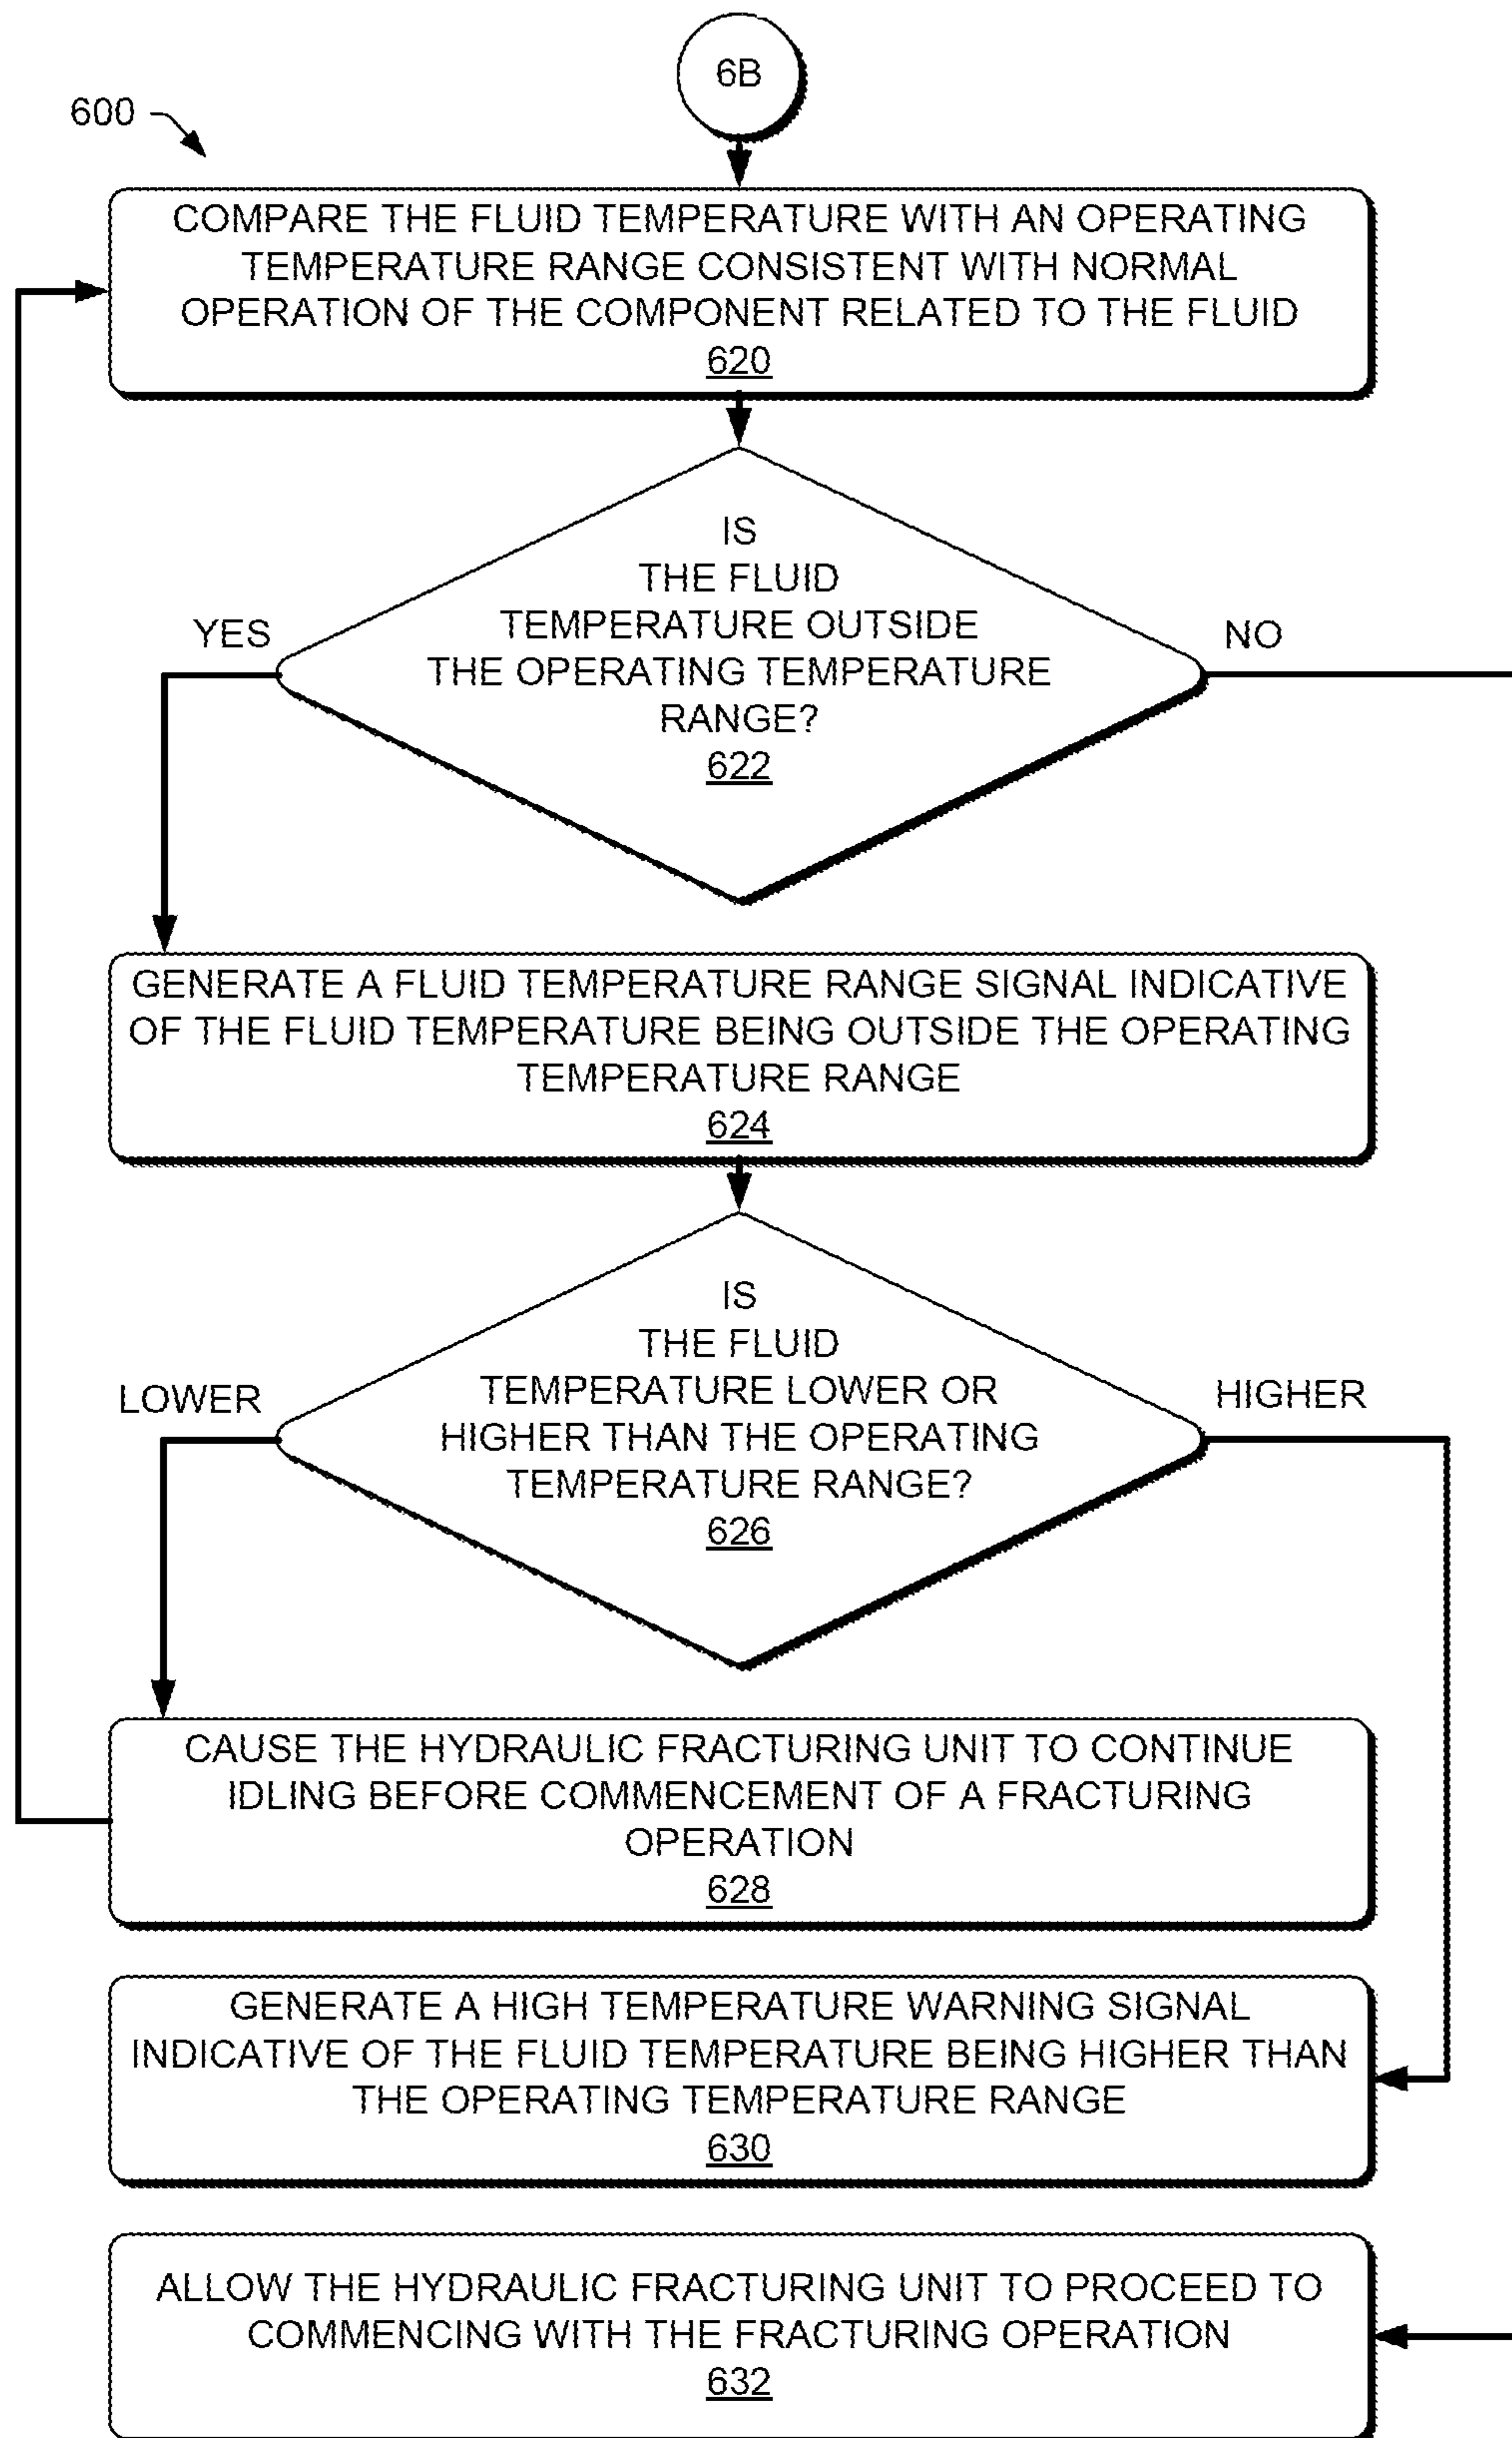 6B
600
COMPARE THE FLUID TEMPERATURE WITH AN OPERATING
TEMPERATURE RANGE CONSISTENT WITH NORMAL
OPERATION OF THE COMPONENT RELATED TO THE FLUID
620
IS
THE FLUID
TEMPERATURE OUTSIDE
THE OPERATING TEMPERATURE
RANGE?
622
YES
NO
GENERATE A FLUID TEMPERATURE RANGE SIGNAL INDICATIVE
OF THE FLUID TEMPERATURE BEING OUTSIDE THE OPERATING
TEMPERATURE RANGE
624
IS
THE FLUID
TEMPERATURE LOWER OR
HIGHER THAN THE OPERATING
TEMPERATURE RANGE?
626
LOWER
HIGHER
CAUSE THE HYDRAULIC FRACTURING UNIT TO CONTINUE
IDLING BEFORE COMMENCEMENT OF A FRACTURING
OPERATION
628
GENERATE A HIGH TEMPERATURE WARNING SIGNAL
INDICATIVE OF THE FLUID TEMPERATURE BEING HIGHER THAN
THE OPERATING TEMPERATURE RANGE
630
ALLOW THE HYDRAULIC FRACTURING UNIT TO PROCEED TO
COMMENCING WITH THE FRACTURING OPERATION
632